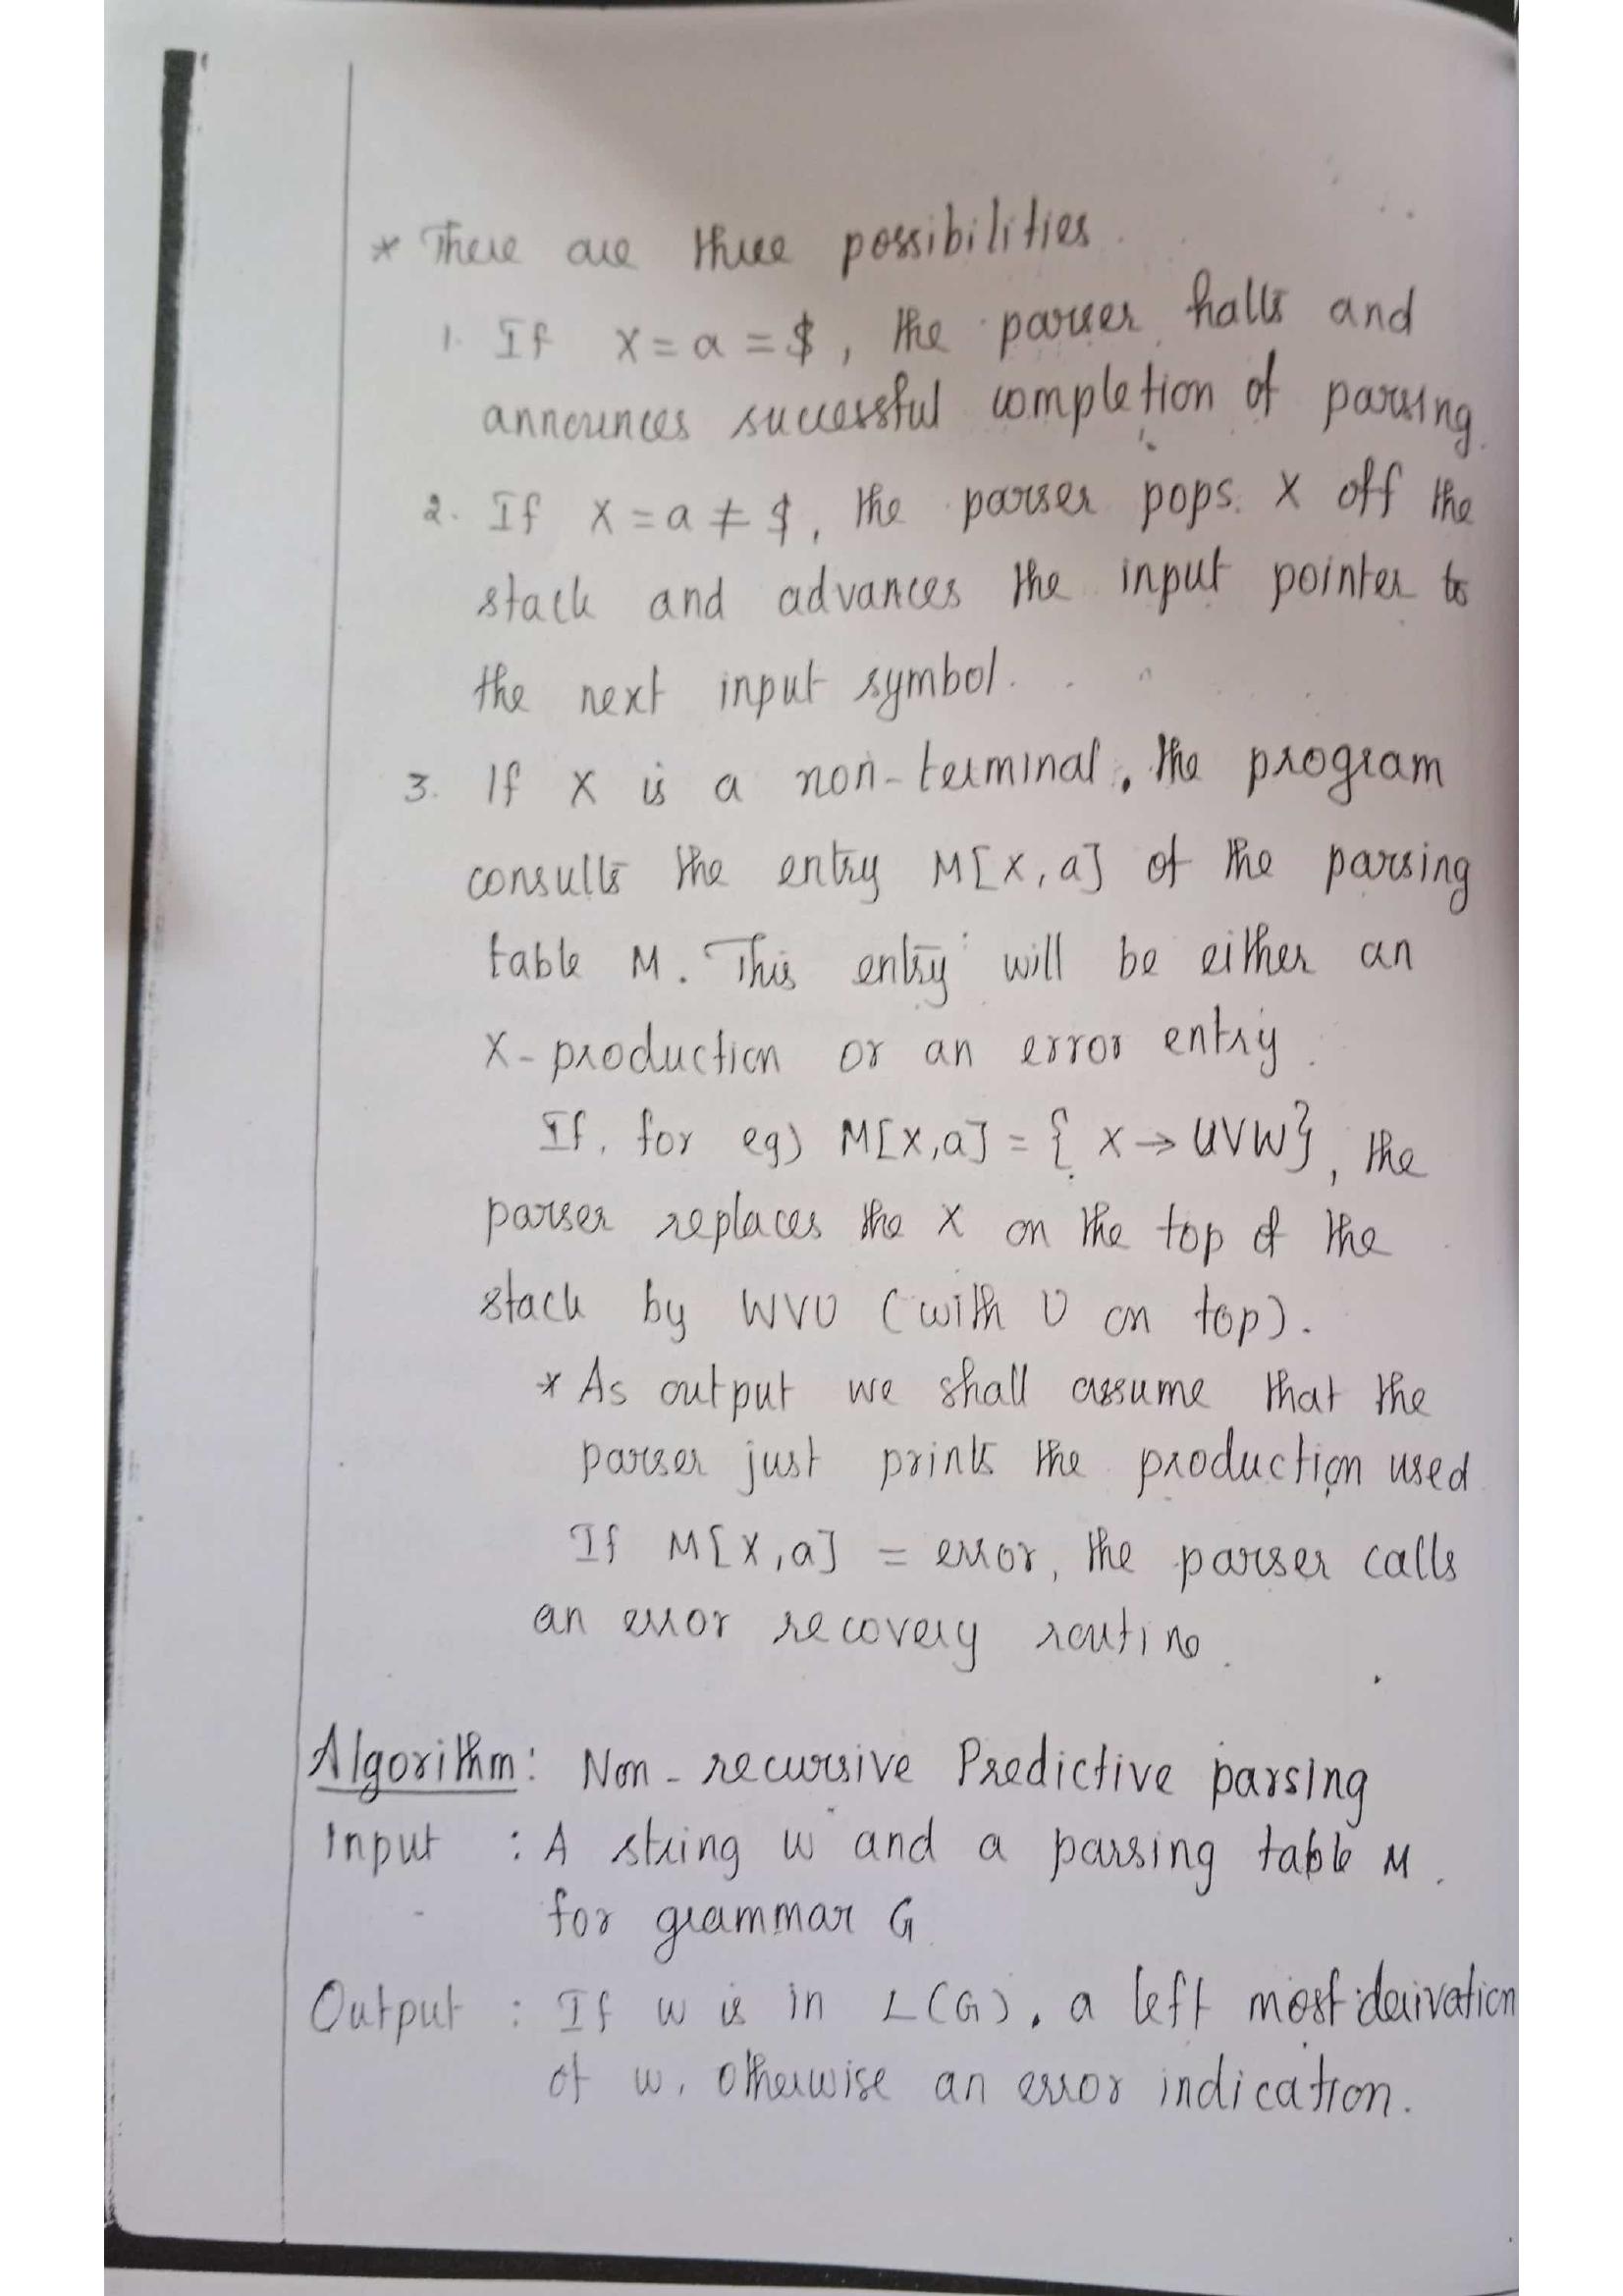 * There are three possibilities.
1. If X = a = $, the parser halts and
announces successful completion of parsing.
2. If X = a ≠ $, the parser pops X off the
stack and advances the input pointer to
the next input symbol.
3. If X is a non-terminal, the program
consults the entry M[X, a] of the parsing
table M. This entry will be either an
X-production or an error entry.
If, for eg) M[X,a] = { X → UVW}, the
parser replaces the X on the top of the
stack by WVU (with U on top).
* As output we shall assume that the
parser just prints the production used
If M[X,a] = error, the parser calls
an error recovery routine.
Algorithm: Non-recursive Predictive parsing
Input : A string w and a parsing table M.
for grammar G
Output : If w is in L(G), a left most derivation
of w, otherwise an error indication.